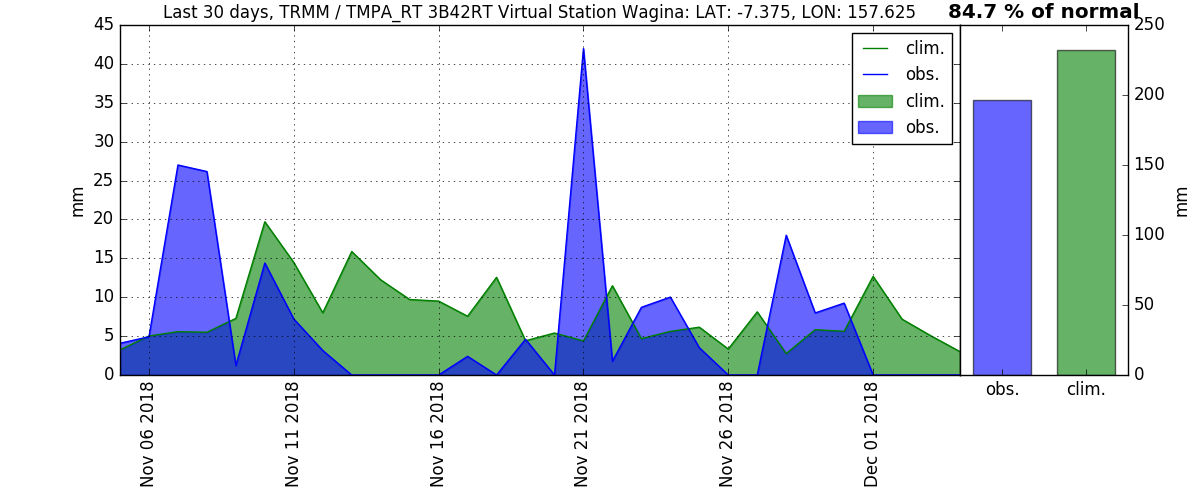 Last 30 days, TRMM / TMPA_RT 3B42RT Virtual Station Wagina: LAT: -7.375, LON: 157.625
84.7 % of normal
45
40
35
30
25
20
15
10
5
0
mm
clim.
obs.
clim.
obs.
250
200
150
100
50
0
mm
obs.
clim.
Nov 06 2018
Nov 11 2018
Nov 16 2018
Nov 21 2018
Nov 26 2018
Dec 01 2018